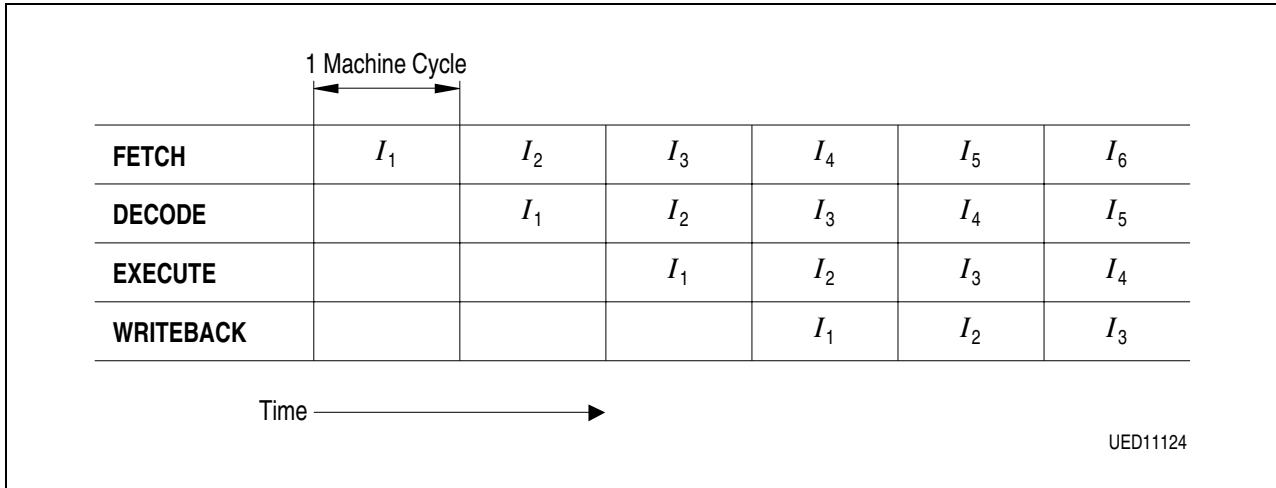 1 Machine Cycle
FETCH I1 I2 I3 I4 I5 I6
DECODE I1 I2 I3 I4 I5
EXECUTE I1 I2 I3 I4
WRITEBACK I1 I2 I3
Time
UED11124